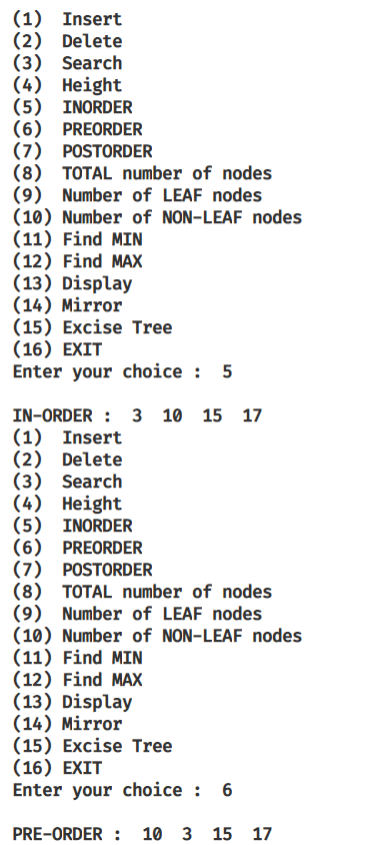 (1)  Insert
(2)  Delete
(3)  Search
(4)  Height
(5)  INORDER
(6)  PREORDER
(7)  POSTORDER
(8)  TOTAL number of nodes
(9)  Number of LEAF nodes
(10) Number of NON-LEAF nodes
(11) Find MIN
(12) Find MAX
(13) Display
(14) Mirror
(15) Excise Tree
(16) EXIT
Enter your choice :  5

IN-ORDER :  3  10  15  17
(1)  Insert
(2)  Delete
(3)  Search
(4)  Height
(5)  INORDER
(6)  PREORDER
(7)  POSTORDER
(8)  TOTAL number of nodes
(9)  Number of LEAF nodes
(10) Number of NON-LEAF nodes
(11) Find MIN
(12) Find MAX
(13) Display
(14) Mirror
(15) Excise Tree
(16) EXIT
Enter your choice :  6

PRE-ORDER :  10  3  15  17